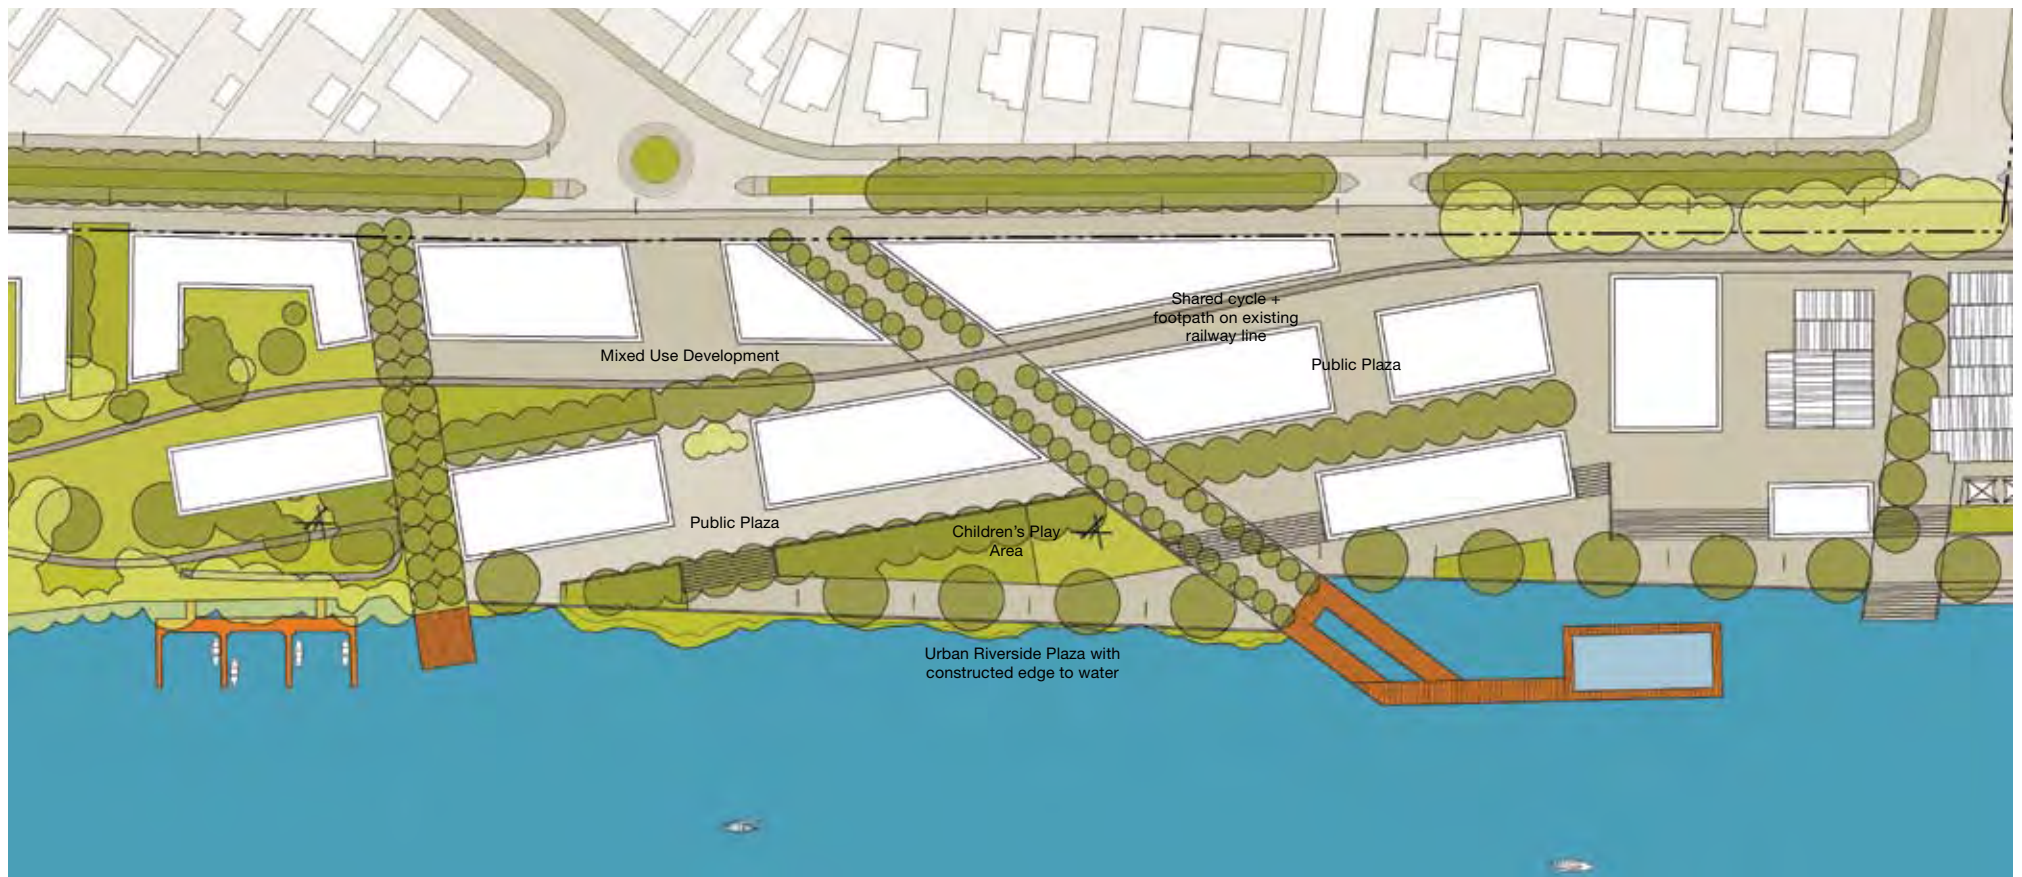 Shared cycle +
footpath on existing
railway line
Mixed Use Development
Public Plaza
Public Plaza
Children's Play
Area
Urban Riverside Plaza with
constructed edge to water